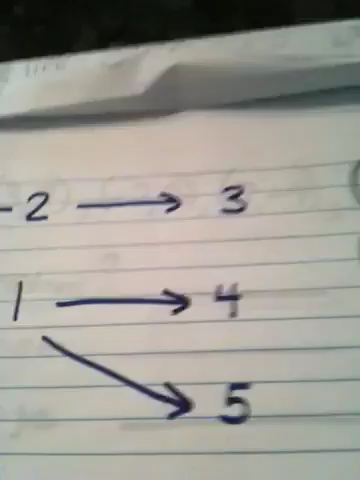 -2 → 3
1 → 4
→ 5